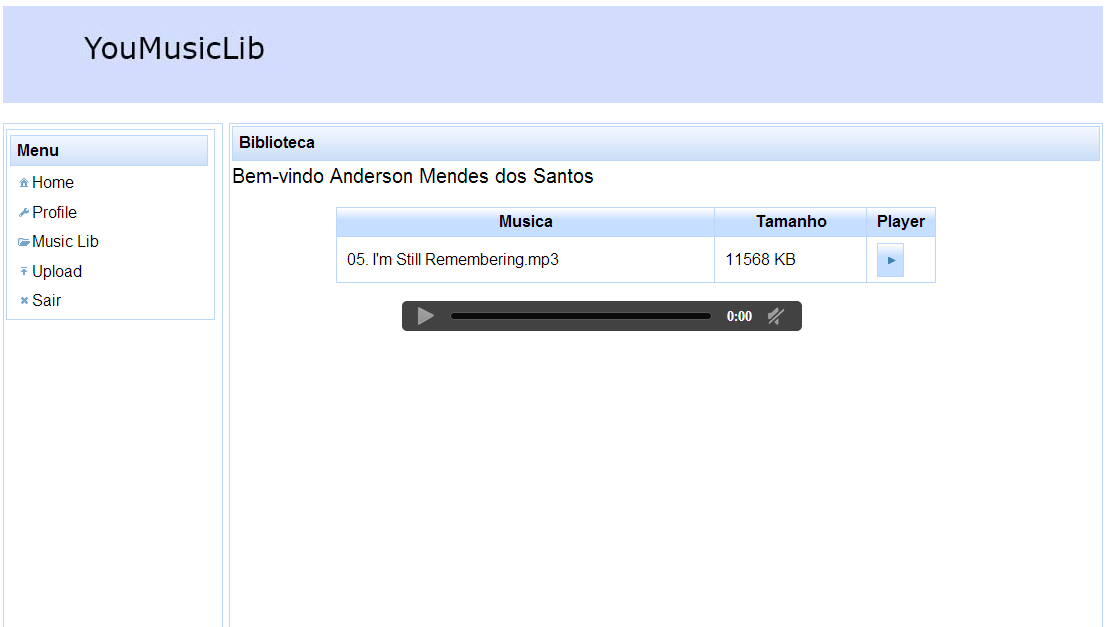 YouMusicLib
Menu
Home
Profile
Music Lib
Upload
Sair
Biblioteca
Bem-vindo Anderson Mendes dos Santos
Musica Tamanho Player
05. I'm Still Remembering.mp3 11568 KB
0:00